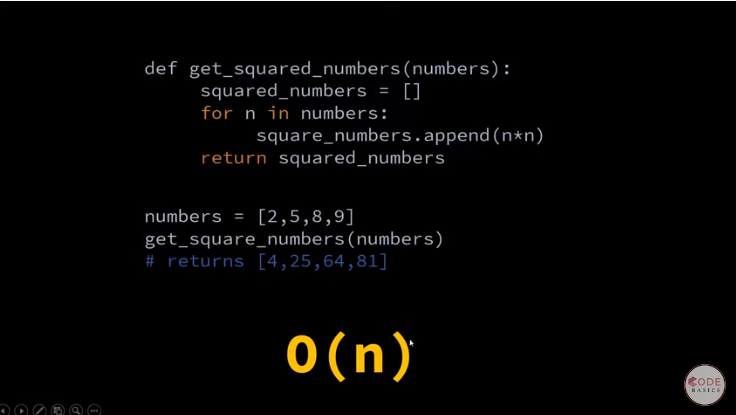 def get_squared_numbers(numbers):
squared_numbers = []
for n in numbers:
square_numbers.append(n*n)
return squared_numbers
numbers = [2,5,8,9]
get_square_numbers(numbers)
# returns [4,25,64,81]
O(n)
CODE
BASICS